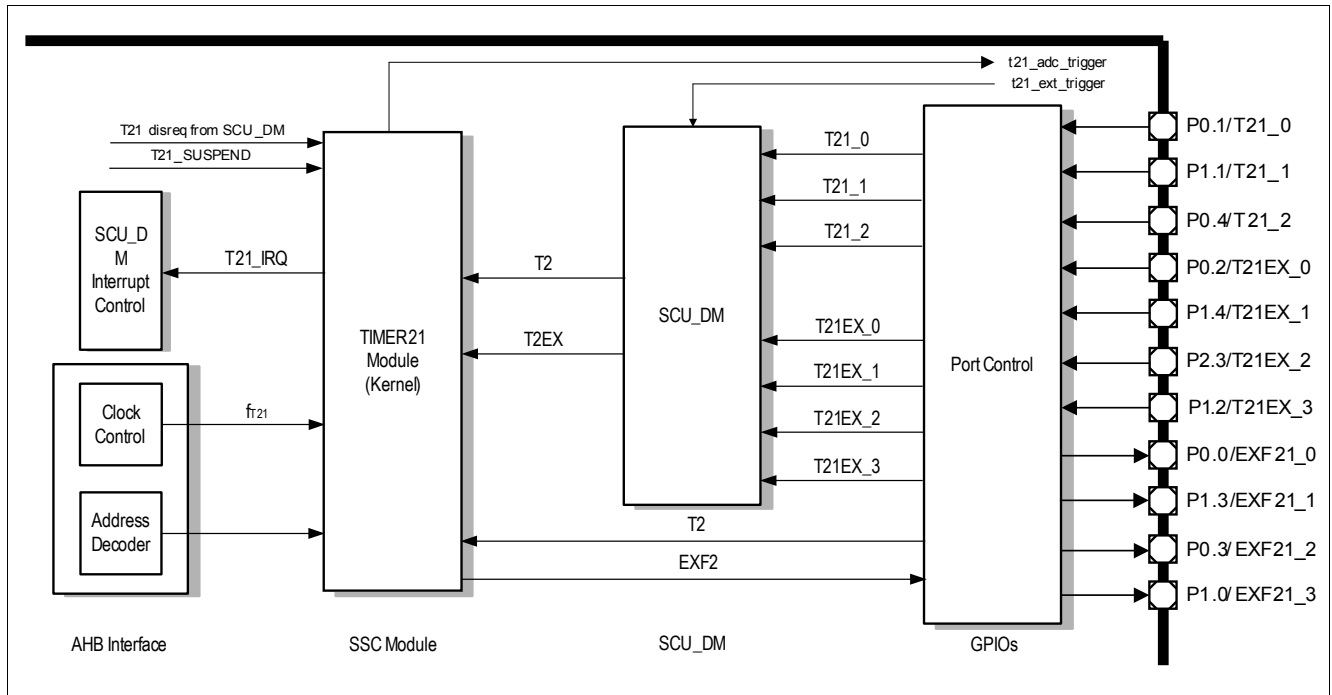 t21_adc_trigger
t21_ext_trigger
T21 disreq from SCU_DM
T21_SUSPEND
SCU_D
M
Interrupt
Control
T21_IRQ
Clock
Control
fT21
Address
Decoder
TIMER21
Module
(Kernel)
T2
T2EX
SCU_DM
T21_0
T21_1
T21_2
T21EX_0
T21EX_1
T21EX_2
T21EX_3
T2
EXF2
Port Control
P0.1/T21_0
P1.1/T21_1
P0.4/T21_2
P0.2/T21EX_0
P1.4/T21EX_1
P2.3/T21EX_2
P1.2/T21EX_3
P0.0/EXF21_0
P1.3/EXF21_1
P0.3/EXF21_2
P1.0/EXF21_3
AHB Interface
SSC Module
SCU_DM
GPIOs